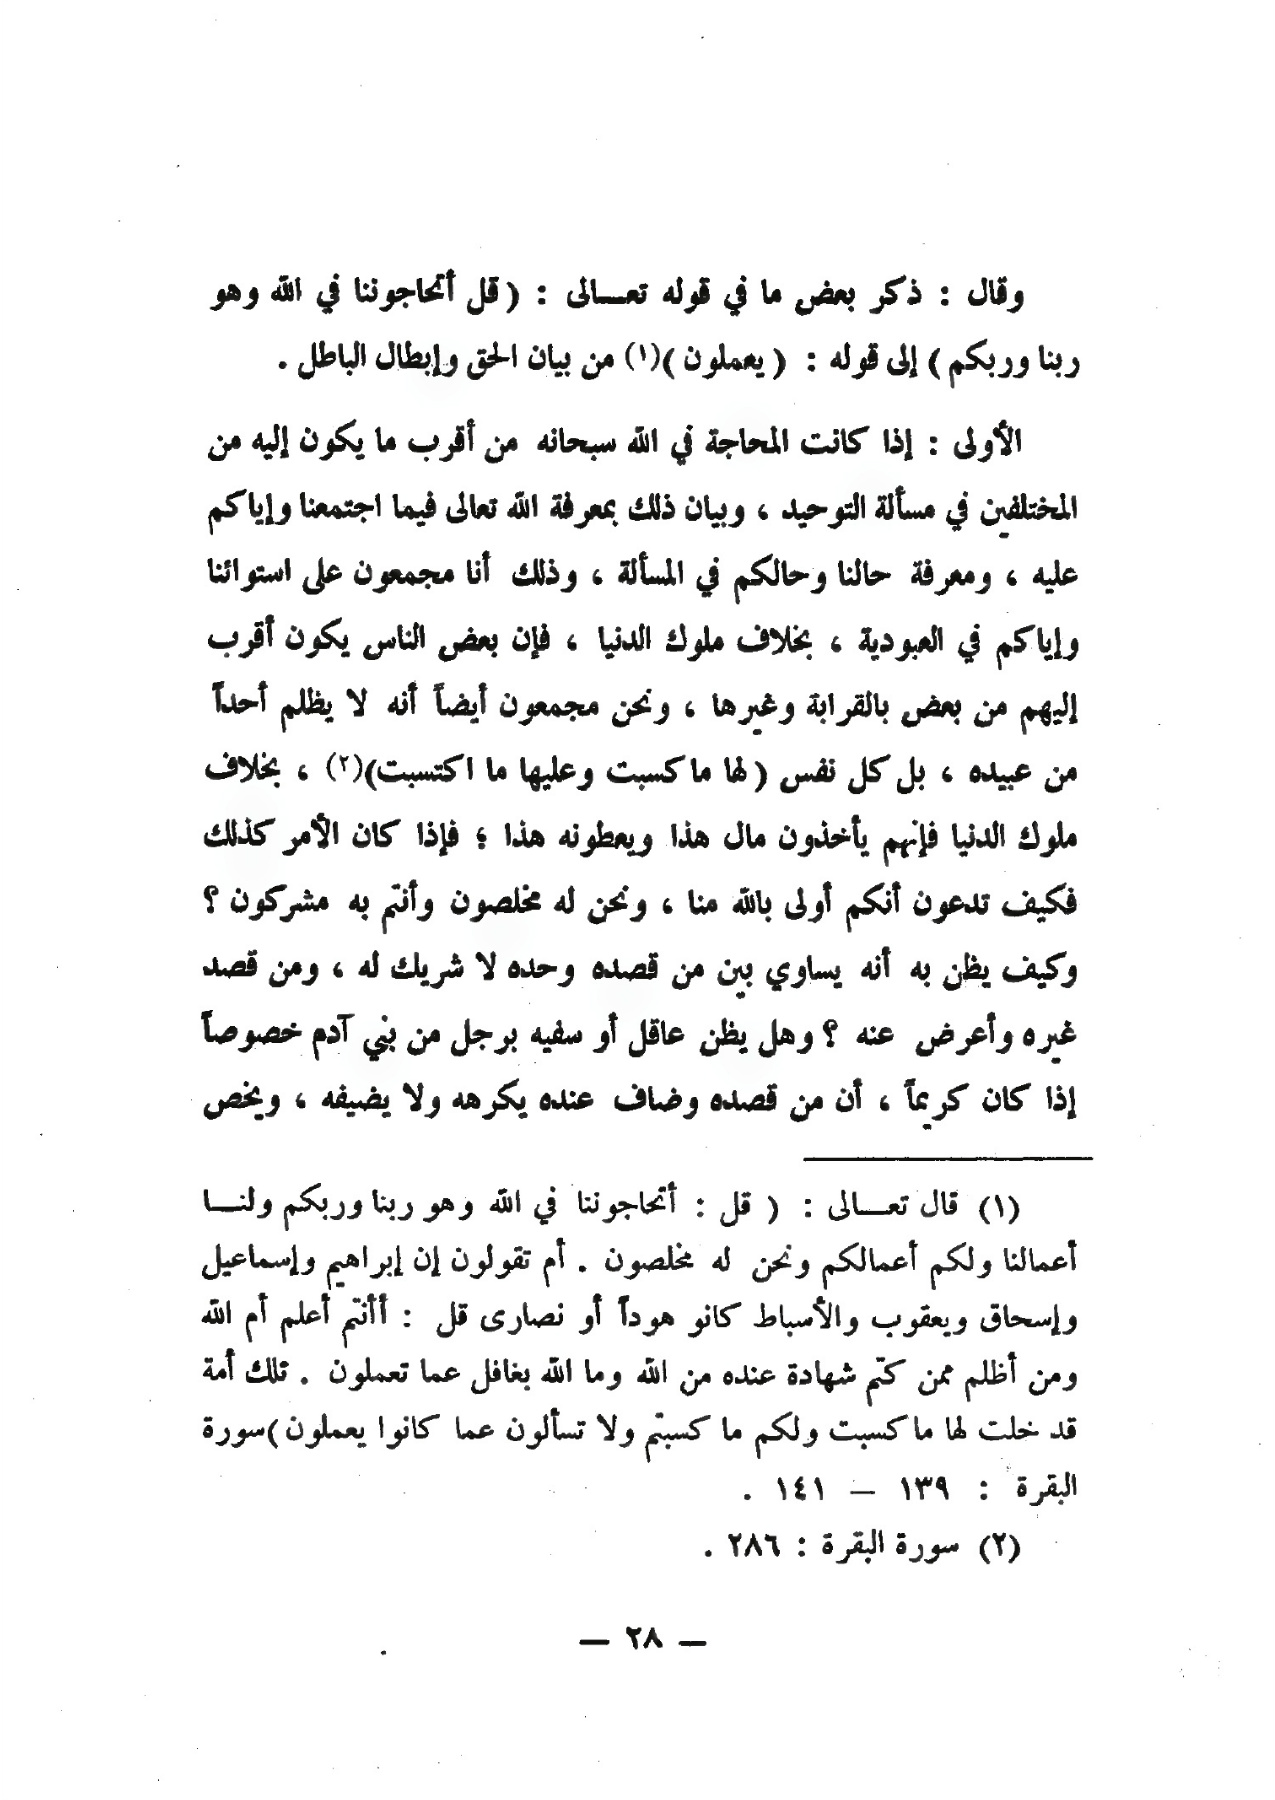 وقال : ذكر بعض ما في قوله تعـالى : ( قل أتحاجوننا في الله وهو
ربنا وربكم ) إلى قوله : ( يعملون )(١) من بيان الحق وإبطال الباطل .
الأولى : إذا كانت المحاجة في الله سبحانه من أقرب ما يكون إليه من
المختلفين في مسألة التوحيد ، وبيان ذلك بمعرفة الله تعالى فيما اجتمعنا وإياكم
عليه ، ومعرفة حالنا وحالكم في المسألة ، وذلك أنا مجمعون على استوائنا
وإياكم في العبودية ، بخلاف ملوك الدنيا ، فإن بعض الناس يكون أقرب
إليهم من بعض بالقرابة وغيرها ، ونحن مجمعون أيضاً أنه لا يظلم أحداً
من عبيده ، بل كل نفس ( لها ما كسبت وعليها ما اكتسبت)(٢) ، بخلاف
ملوك الدنيا فإنهم يأخذون مال هذا ويعطونه هذا ؛ فإذا كان الأمر كذلك
فكيف تدعون أنكم أولى بالله منا ، ونحن له مخلصون وأنتم به مشركون ؟
وكيف يظن به أنه يساوي بين من قصده وحده لا شريك له ، ومن قصد
غيره وأعرض عنه ؟ وهل يظن عاقل أو سفيه برجل من بني آدم خصوصاً
إذا كان كريماً ، أن من قصده وضاف عنده يكرهه ولا يضيفه ، ويخص
(١) قال تعـالى : ( قل : أتحاجوننا في الله وهو ربنا وربكم ولنـا
أعمالنا ولكم أعمالكم ونحن له مخلصون . أم تقولون إن إبراهيم وإسماعيل
وإسحاق ويعقوب والأسباط كانو هوداً أو نصارى قل : أأنتم أعلم أم الله
ومن أظلم ممن كتم شهادة عنده من الله وما الله بغافل عما تعملون . تلك أمة
قد خلت لها ما كسبت ولكم ما كسبتم ولا تسألون عما كانوا يعملون )سورة
البقرة : ١٣٩ – ١٤١ .
(٢) سورة البقرة : ٢٨٦ .
— ٢٨ —